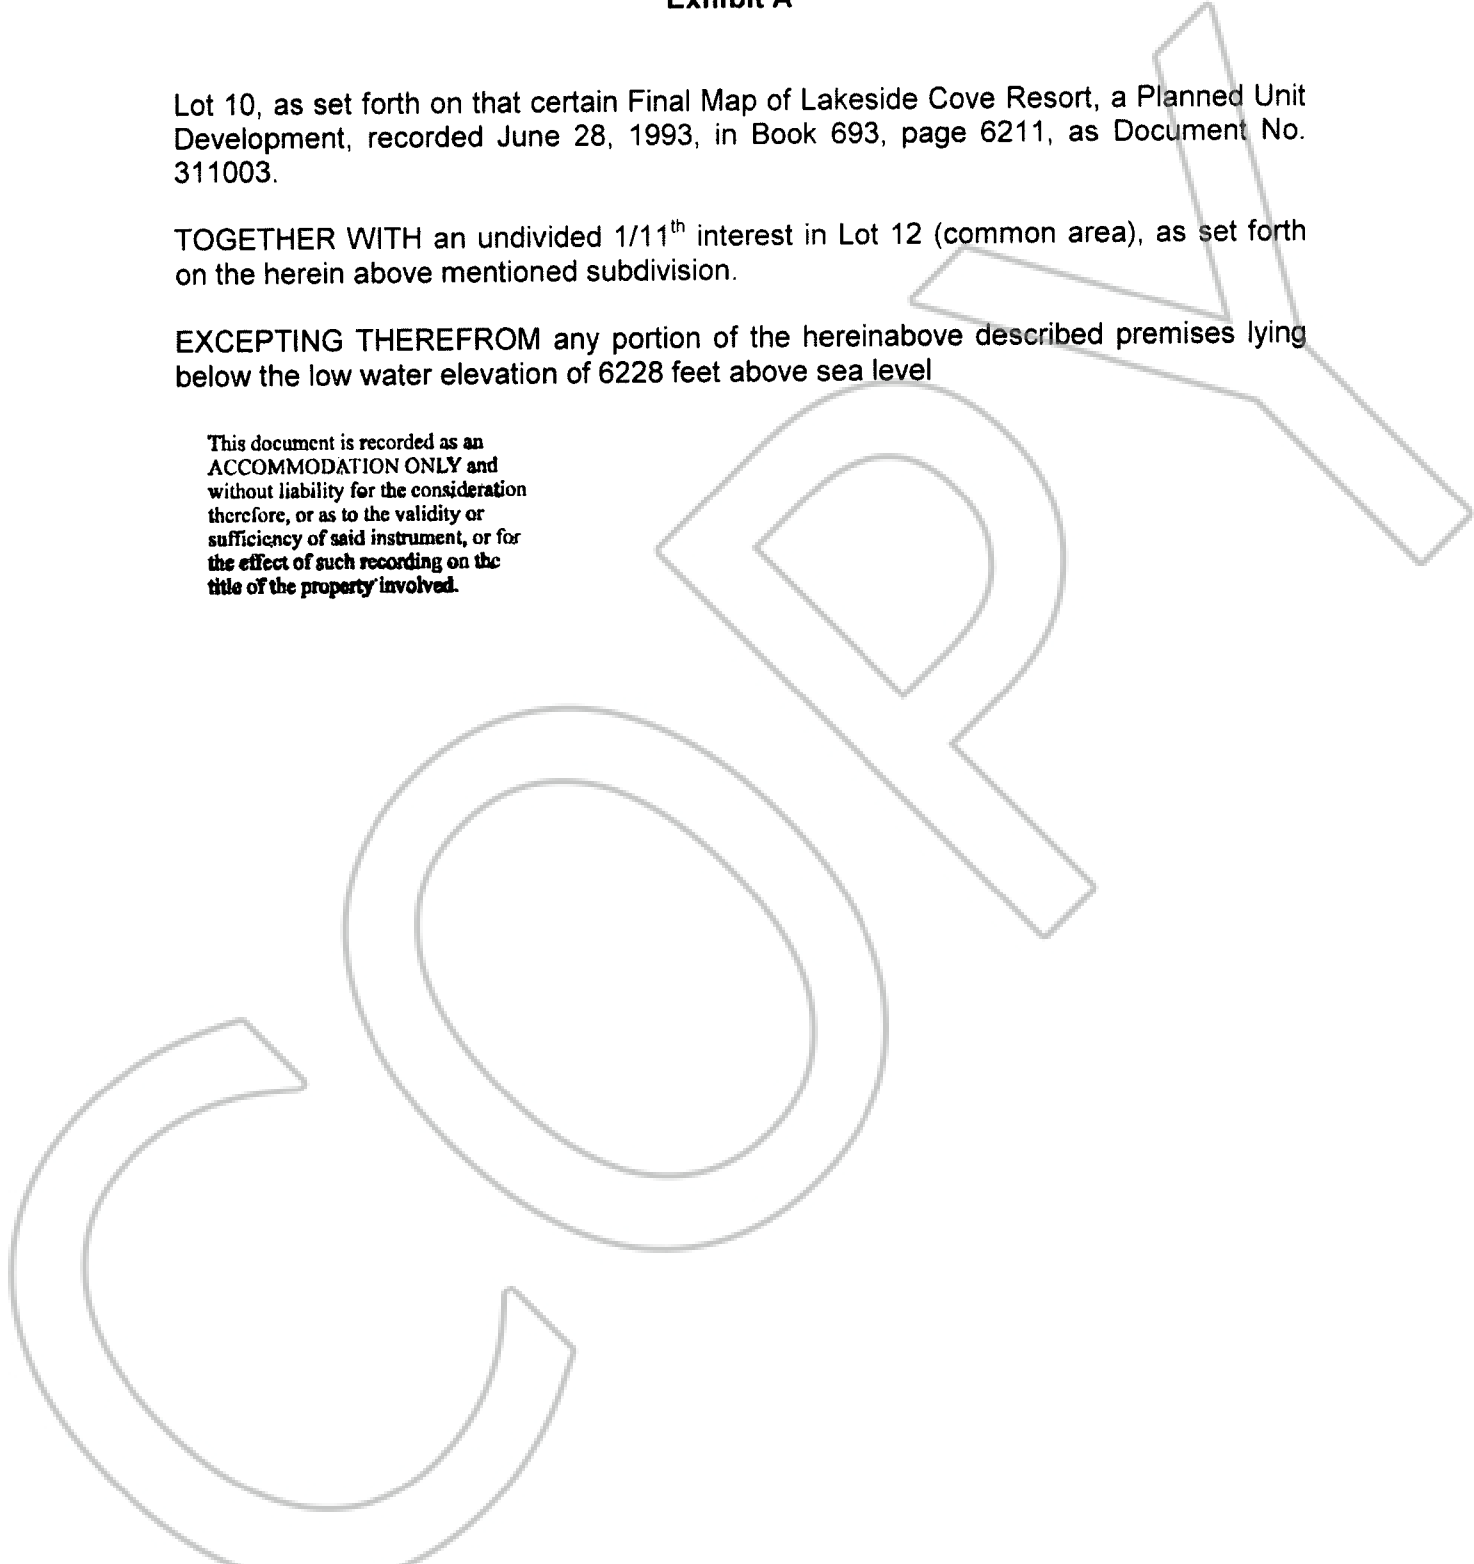 Exhibit A
Lot 10, as set forth on that certain Final Map of Lakeside Cove Resort, a Planned Unit
Development, recorded June 28, 1993, in Book 693, page 6211, as Document No.
311003.
TOGETHER WITH an undivided 1/11th interest in Lot 12 (common area), as set forth
on the herein above mentioned subdivision.
EXCEPTING THEREFROM any portion of the hereinabove described premises lying
below the low water elevation of 6228 feet above sea level
This document is recorded as an
ACCOMMODATION ONLY and
without liability for the consideration
therefore, or as to the validity or
sufficiency of said instrument, or for
the effect of such recording on the
title of the property involved.
COPY